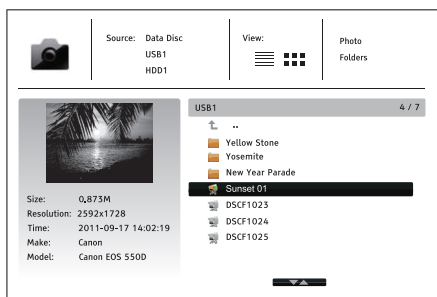 Source: Data Disc
USB1
HDD1
View:
Photo
Folders
USB1 4 / 7
..
Yellow Stone
Yosemite
New Year Parade
Sunset 01
DSCF1023
DSCF1024
DSCF1025
Size: 0.873M
Resolution: 2592x1728
Time: 2011-09-17 14:02:19
Make: Canon
Model: Canon EOS 550D